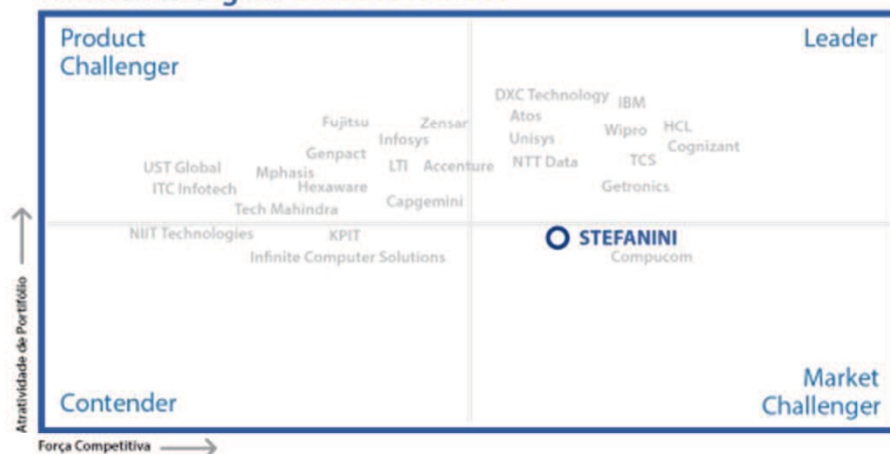 Product
Challenger
Leader
DXC Technology
IBM
Atos
Fujitsu
Zensar
Wipro
HCL
Infosys
Unisys
Cognizant
Genpact
TCS
UST Global
LTI
Accenture
NTT Data
Mphasis
ITC Infotech
Hexaware
Getronics
Capgemini
Tech Mahindra
NIIT Technologies
KPIT
STEFANINI
Infinite Computer Solutions
Compucom
Contender
Market
Challenger
Atratividade de Portifólio
Força Competitiva